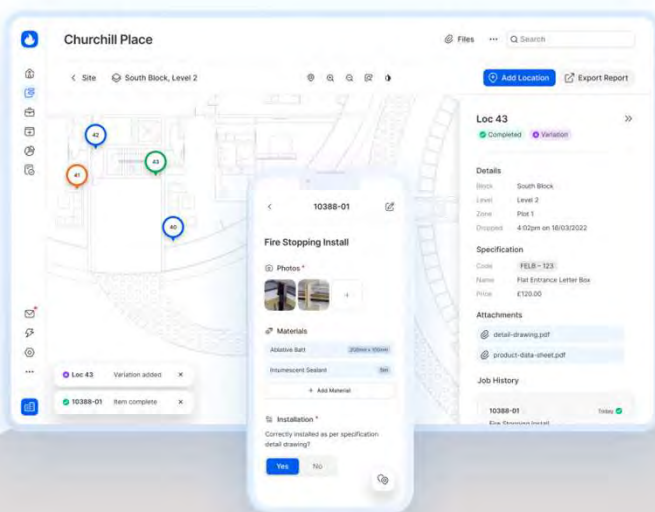 Churchill Place
Files
Search
Site
South Block, Level 2
Add Location
Export Report
42
43
41
40
Loc 43 Variation added
10388-01 Item complete
10388-01
Fire Stopping Install
Photos *
Materials
Ablative Batt
Intumescent Sealant
+ Add Material
Installation *
Correctly installed as per specification
detail drawing?
Yes No
Loc 43
Completed Variation
Details
Block South Block
Level Level 2
Zone Plot 1
Dropped 4:02pm on 16/03/2022
Specification
Code FELB – 123
Name Flat Entrance Letter Box
Price £120.00
Attachments
detail-drawing.pdf
product-data-sheet.pdf
Job History
10388-01 Today
Fire Stopping Install